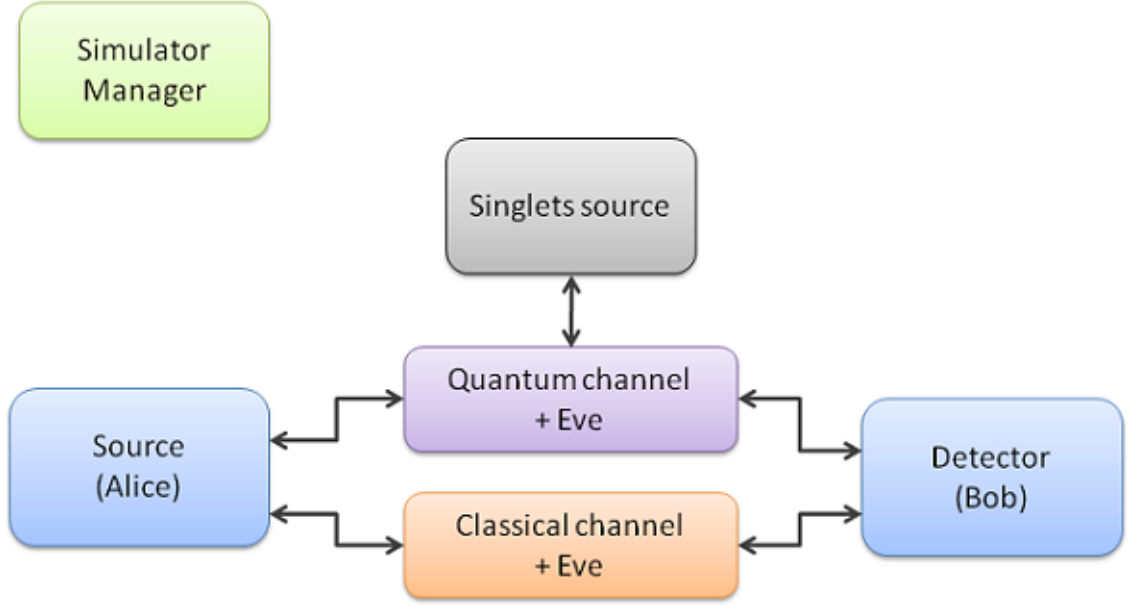 Simulator
Manager
Singlets source
Quantum channel
+ Eve
Source
(Alice)
Detector
(Bob)
Classical channel
+ Eve